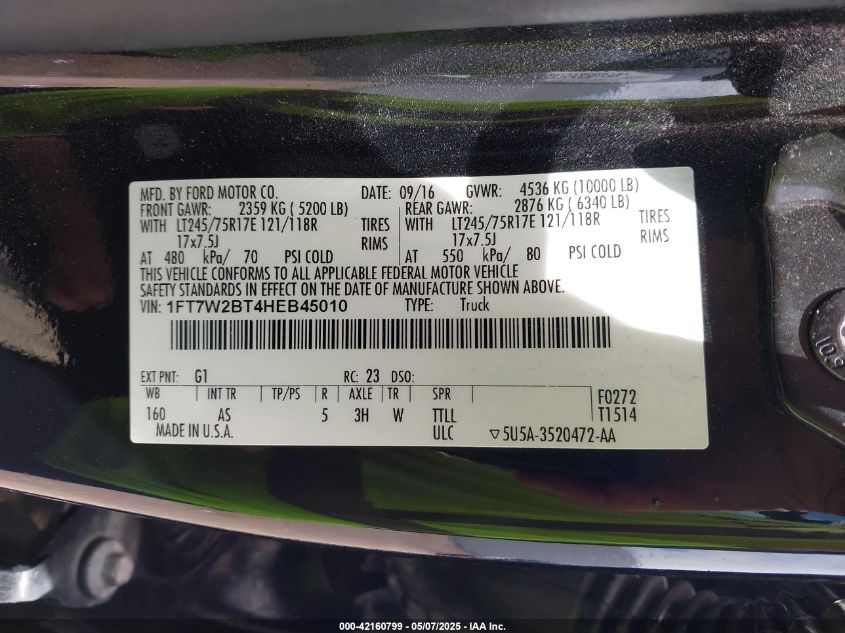 MFD. BY FORD MOTOR CO. DATE: 09/16 GVWR: 4536 KG (10000 LB)
FRONT GAWR: 2359 KG ( 5200 LB) REAR GAWR: 2876 KG ( 6340 LB)
WITH LT245/75R17E 121/118R TIRES WITH LT245/75R17E 121/118R TIRES
17x7.5J RIMS 17x7.5J RIMS
AT 480 kPa/ 70 PSI COLD AT 550 kPa/ 80 PSI COLD
THIS VEHICLE CONFORMS TO ALL APPLICABLE FEDERAL MOTOR VEHICLE
SAFETY STANDARDS IN EFFECT ON THE DATE OF MANUFACTURE SHOWN ABOVE.
VIN: 1FT7W2BT4HEB45010 TYPE: Truck
EXT PNT: G1 RC: 23 DSO:
WB INT TR TP/PS R AXLE TR SPR F0272
160 AS 5 3H W TTLL T1514
MADE IN U.S.A. ULC ▽5U5A-3520472-AA
000-42160799 - 05/07/2025 - IAA Inc.